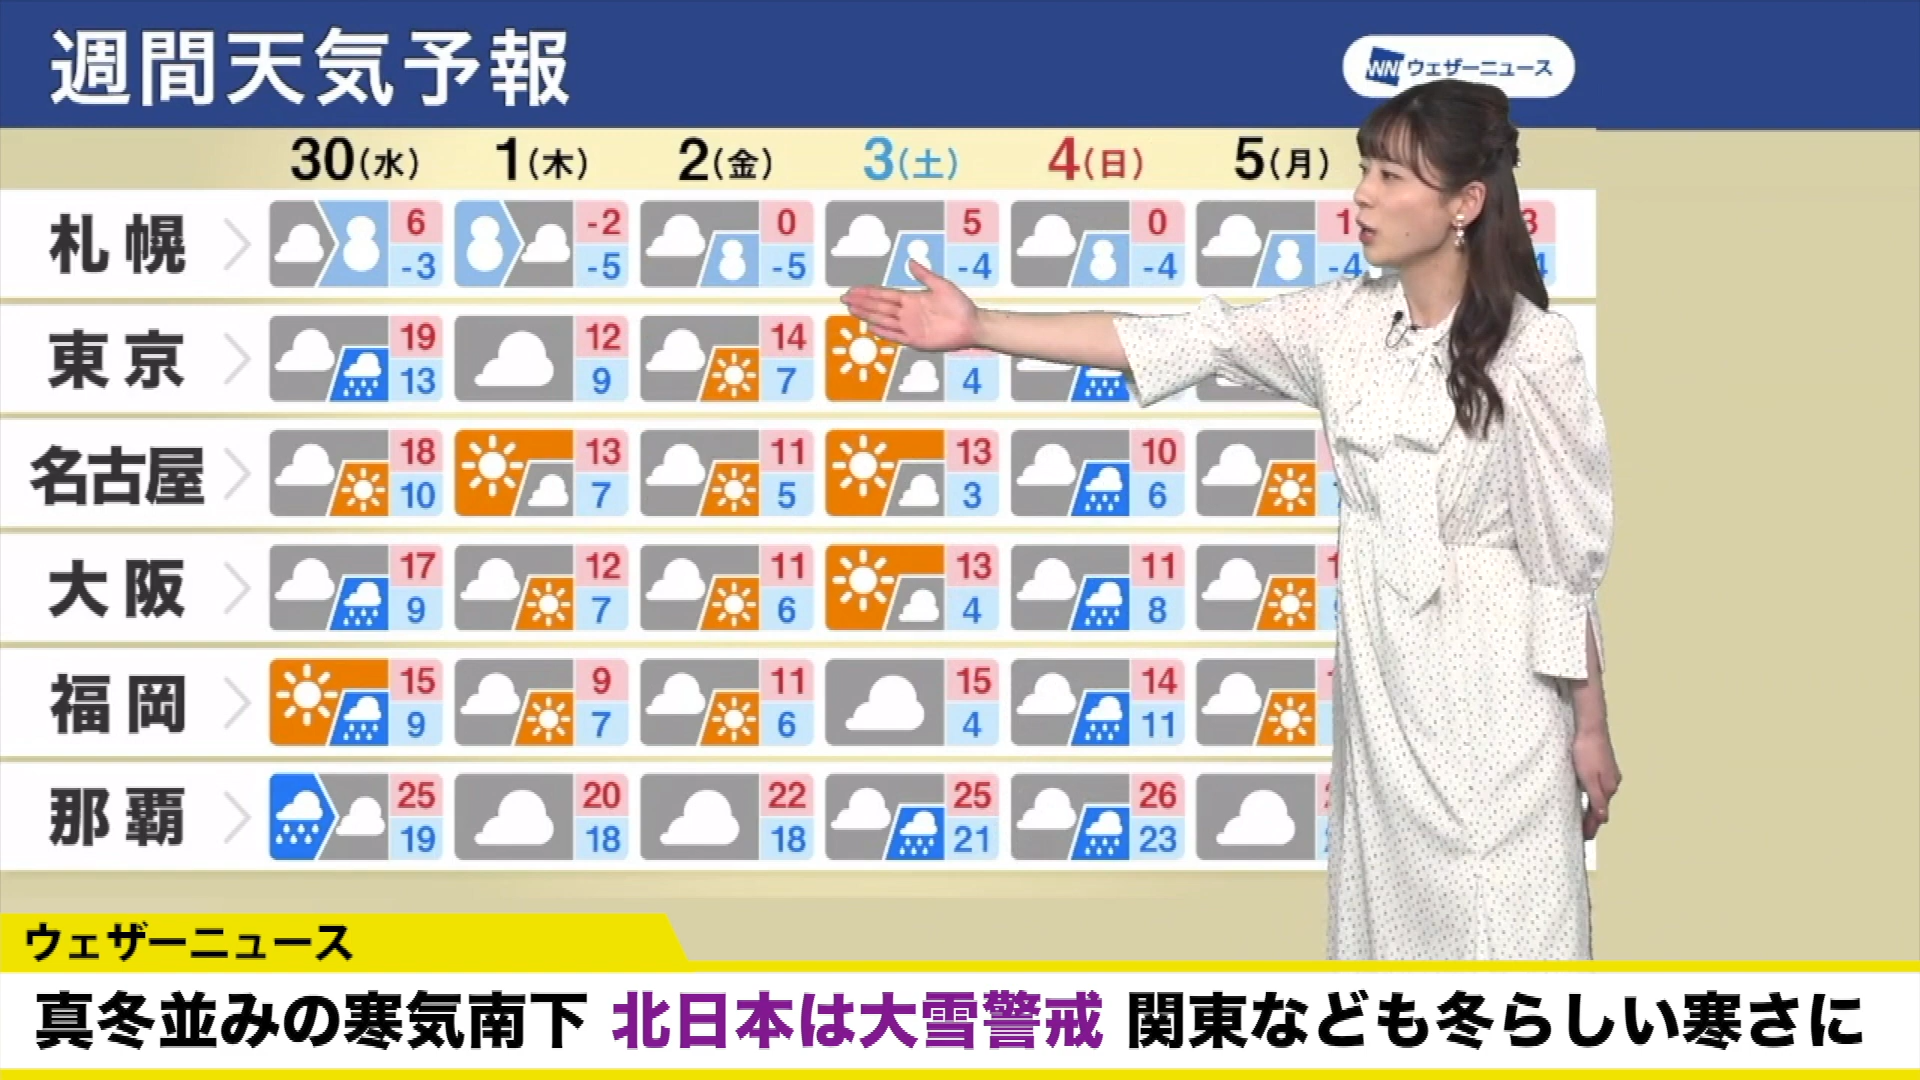 週間天気予報
WNI ウェザーニュース
30(水) 1(木) 2(金) 3(土) 4(日) 5(月)
札幌 6 -3 -2 -5 0 -5 5 -4 0 -4 -4
東京 19 13 12 9 14 7 4
名古屋 18 10 13 7 11 5 13 3 10 6
大阪 17 9 12 7 11 6 13 4 11 8
福岡 15 9 9 7 11 6 15 4 14 11
那覇 25 19 20 18 22 18 25 21 26 23
ウェザーニュース
真冬並みの寒気南下 北日本は大雪警戒 関東なども冬らしい寒さに